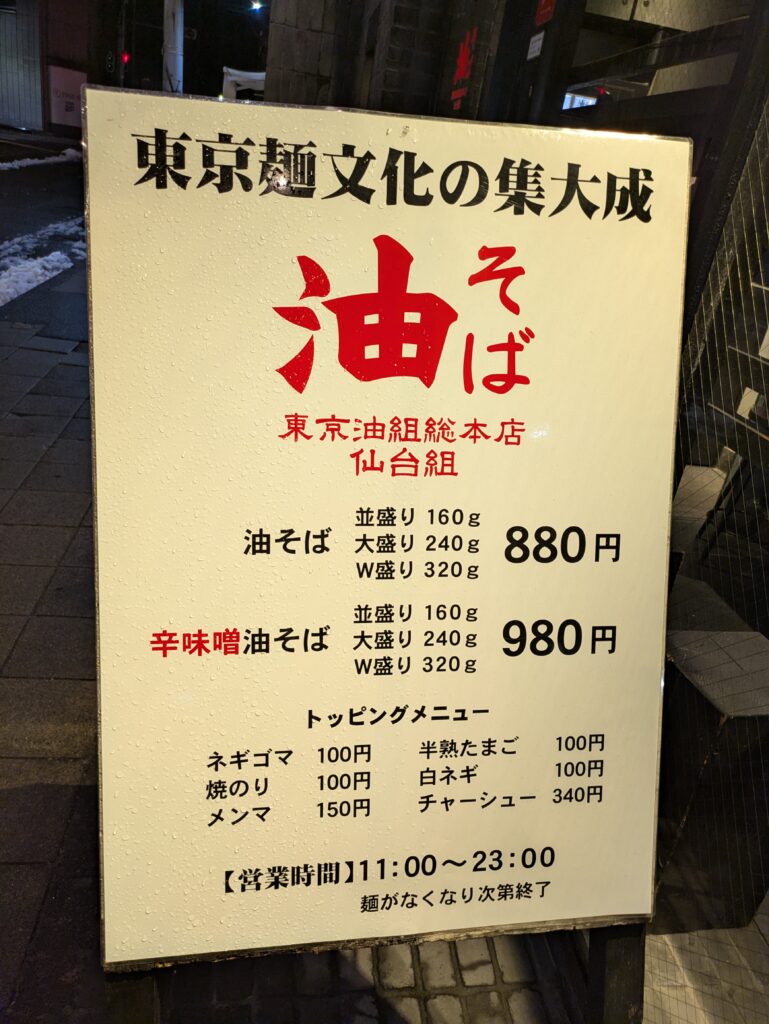 東京麺文化の集大成
油そば
東京油組総本店
仙台組
油そば 並盛り 160g 大盛り 240g W盛り 320g 880円
辛味噌油そば 並盛り 160g 大盛り 240g W盛り 320g 980円
トッピングメニュー
ネギゴマ 100円 半熟たまご 100円
焼のり 100円 白ネギ 100円
メンマ 150円 チャーシュー 340円
【営業時間】11:00〜23:00
麺がなくなり次第終了